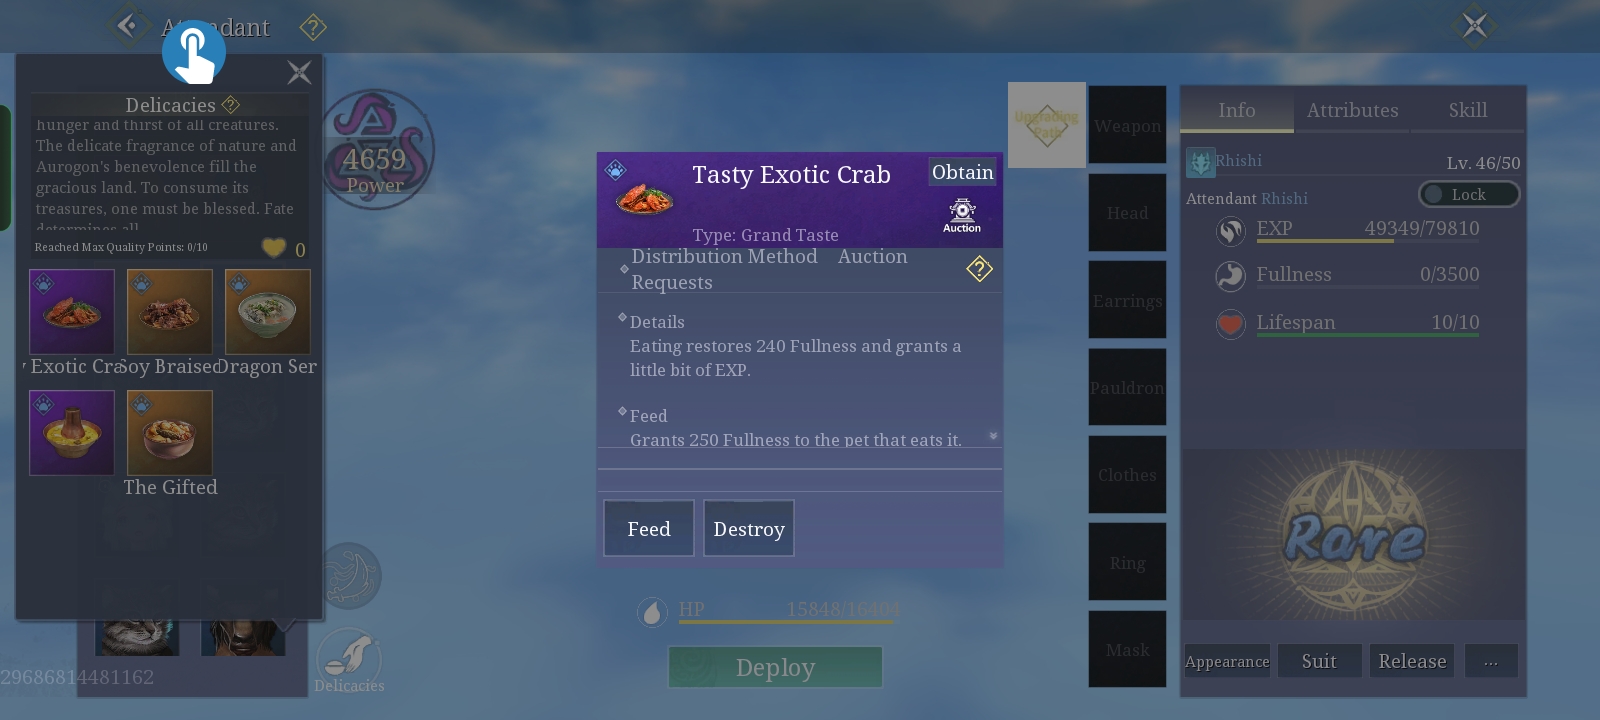 Attendant
Delicacies
hunger and thirst of all creatures.
The delicate fragrance of nature and
Aurogon's benevolence fill the
gracious land. To consume its
treasures, one must be blessed. Fate
determines all
Reached Max Quality Points: 0/10
0
y Exotic Cra
Soy Braised
Dragon Ser
The Gifted
4659
Power
Tasty Exotic Crab
Obtain
Auction
Type: Grand Taste
Distribution Method Auction
Requests
Details
Eating restores 240 Fullness and grants a
little bit of EXP.
Feed
Grants 250 Fullness to the pet that eats it.
Feed
Destroy
HP 15848/16404
Deploy
Delicacies
29686814481162
Upgrading
Path
Weapon
Head
Earrings
Pauldron
Clothes
Ring
Mask
Info
Attributes
Skill
Rhishi
Lv. 46/50
Attendant Rhishi
Lock
EXP 49349/79810
Fullness 0/3500
Lifespan 10/10
Rare
Appearance
Suit
Release
...